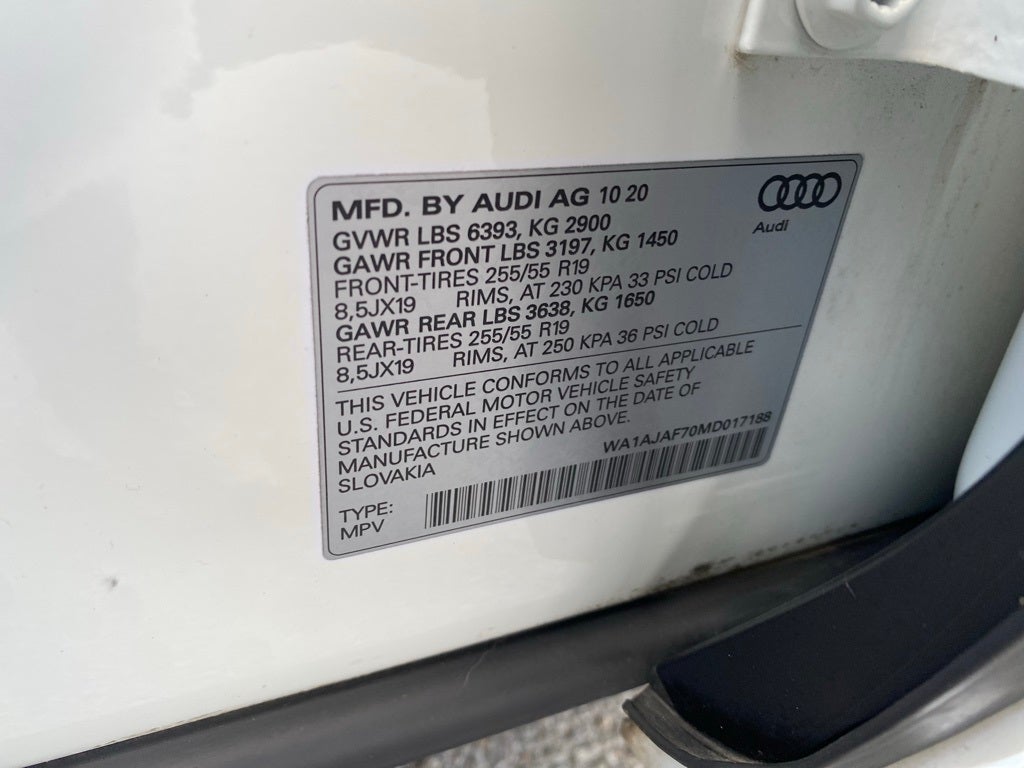 MFD. BY AUDI AG 10 20
Audi
GVWR LBS 6393, KG 2900
GAWR FRONT LBS 3197, KG 1450
FRONT-TIRES 255/55 R19
8,5JX19 RIMS, AT 230 KPA 33 PSI COLD
GAWR REAR LBS 3638, KG 1650
REAR-TIRES 255/55 R19
8,5JX19 RIMS, AT 250 KPA 36 PSI COLD
THIS VEHICLE CONFORMS TO ALL APPLICABLE
U.S. FEDERAL MOTOR VEHICLE SAFETY
STANDARDS IN EFFECT ON THE DATE OF
MANUFACTURE SHOWN ABOVE.
SLOVAKIA
WA1AJAF70MD017188
TYPE:
MPV